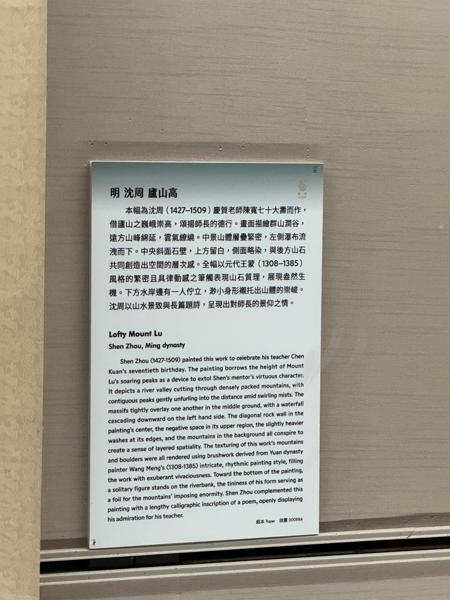 明 沈周 廬山高
本幅為沈周（1427–1509）慶賀老師陳寬七十大壽而作，
借廬山之巍峨崇高，頌揚師長的德行。畫面描繪群山澗谷，
遠方山峰綿延，雲氣繚繞。中景山體層疊緊密，左側瀑布流
洩而下。中央斜面石壁，上方留白，側面略染，與後方山石
共同創造出空間的層次感。全幅以元代王蒙（1308–1385）
風格的繁密且具律動感之筆觸表現山石質理，展現盎然生
機。下方水岸邊有一人佇立，渺小身形襯托出山體的崇峻。
沈周以山水景致與長篇題詩，呈現出對師長的景仰之情。
Lofty Mount Lu
Shen Zhou, Ming dynasty
Shen Zhou (1427-1509) painted this work to celebrate his teacher Chen
Kuan's seventieth birthday. The painting borrows the height of Mount
Lu's soaring peaks as a device to extol Shen's mentor's virtuous character.
It depicts a river valley cutting through densely packed mountains, with
contiguous peaks gently unfurling into the distance amid swirling mists. The
massifs tightly overlay one another in the middle ground, with a waterfall
cascading downward on the left hand side. The diagonal rock wall in the
painting's center, the negative space in its upper region, the slightly heavier
washes at its edges, and the mountains in the background all conspire to
create a sense of layered spatiality. The texturing of this work's mountains
and boulders were all rendered using brushwork derived from Yuan dynasty
painter Wang Meng's (1308-1385) intricate, rhythmic painting style, filling
the work with exuberant vivaciousness. Toward the bottom of the painting,
a solitary figure stands on the riverbank, the tininess of his form serving as
a foil for the mountains' imposing enormity. Shen Zhou complemented this
painting with a lengthy calligraphic inscription of a poem, openly displaying
his admiration for his teacher.
紙本 Paper 故畫 000884